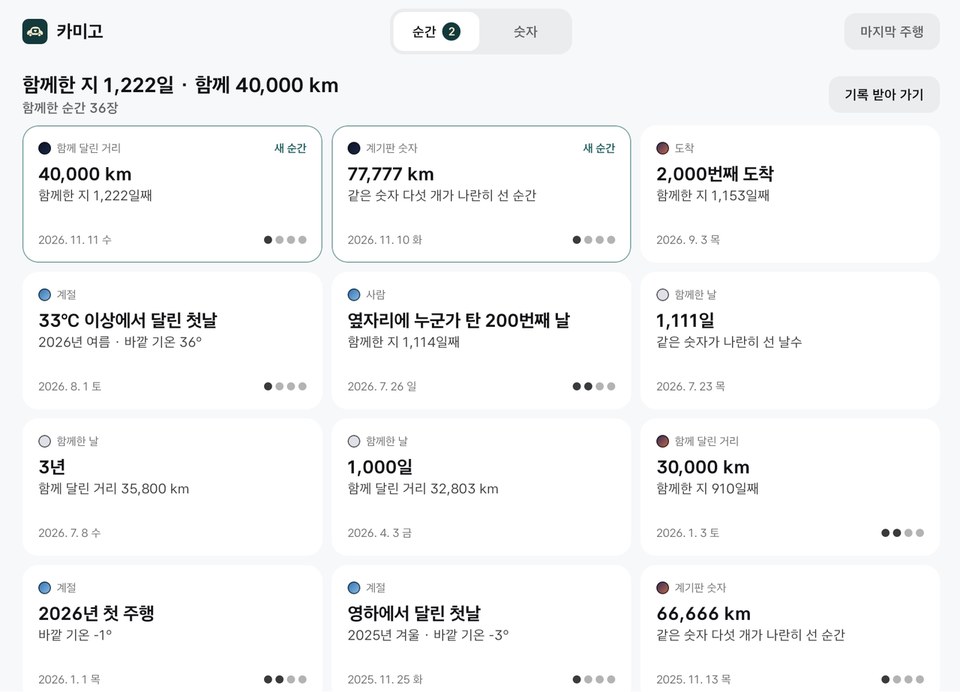 카미고
순간 2
숫자
마지막 주행
함께한 지 1,222일 · 함께 40,000 km
함께한 순간 36장
기록 받아 가기
함께 달린 거리
새 순간
40,000 km
함께한 지 1,222일째
2026. 11. 11 수
계기판 숫자
새 순간
77,777 km
같은 숫자 다섯 개가 나란히 선 순간
2026. 11. 10 화
도착
2,000번째 도착
함께한 지 1,153일째
2026. 9. 3 목
계절
33°C 이상에서 달린 첫날
2026년 여름 · 바깥 기온 36°
2026. 8. 1 토
사람
옆자리에 누군가 탄 200번째 날
함께한 지 1,114일째
2026. 7. 26 일
함께한 날
1,111일
같은 숫자가 나란히 선 날수
2026. 7. 23 목
함께한 날
3년
함께 달린 거리 35,800 km
2026. 7. 8 수
함께한 날
1,000일
함께 달린 거리 32,803 km
2026. 4. 3 금
함께 달린 거리
30,000 km
함께한 지 910일째
2026. 1. 3 토
계절
2026년 첫 주행
바깥 기온 -1°
2026. 1. 1 목
계절
영하에서 달린 첫날
2025년 겨울 · 바깥 기온 -3°
2025. 11. 25 화
계기판 숫자
66,666 km
같은 숫자 다섯 개가 나란히 선 순간
2025. 11. 13 목